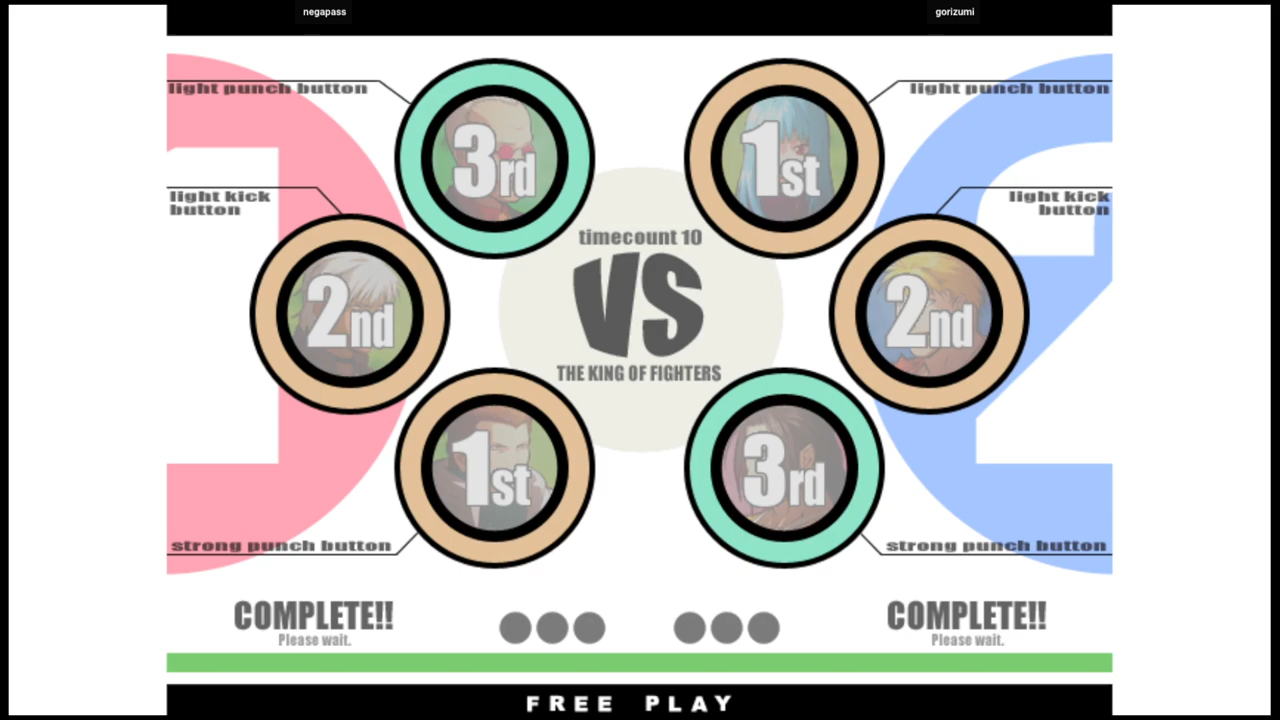 negapass
gorizumi
light punch button
light punch button
3rd
1st
light kick
button
light kick
button
timecount 10
VS
THE KING OF FIGHTERS
2nd
2nd
1st
3rd
strong punch button
strong punch button
COMPLETE!!
Please wait.
COMPLETE!!
Please wait.
FREE PLAY